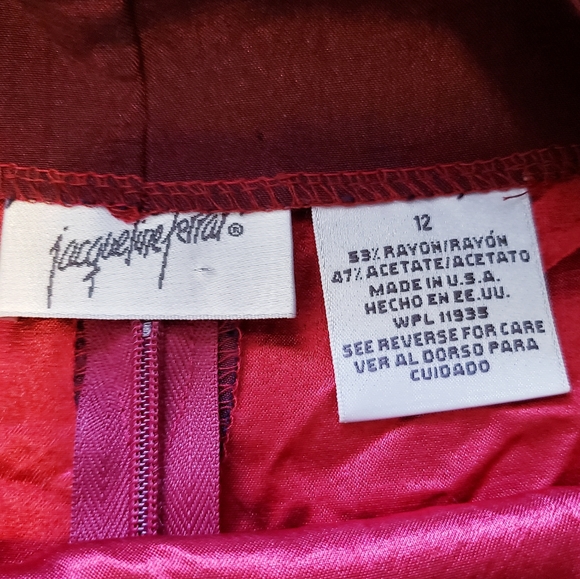 jacqueline ferrar®
12
53% RAYON/RAYÓN
47% ACETATE/ACETATO
MADE IN U.S.A.
HECHO EN EE.UU.
WPL 11935
SEE REVERSE FOR CARE
VER AL DORSO PARA
CUIDADO